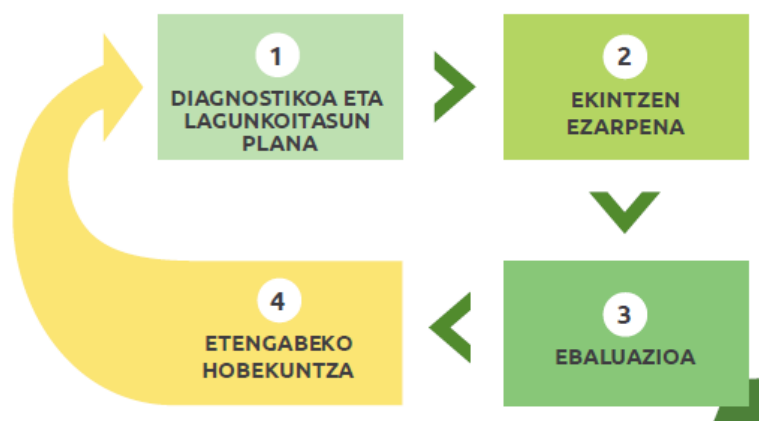 1
DIAGNOSTIKOA ETA
LAGUNKOITASUN
PLANA
2
EKINTZEN
EZARPENA
3
EBALUAZIOA
4
ETENGABEKO
HOBEKUNTZA